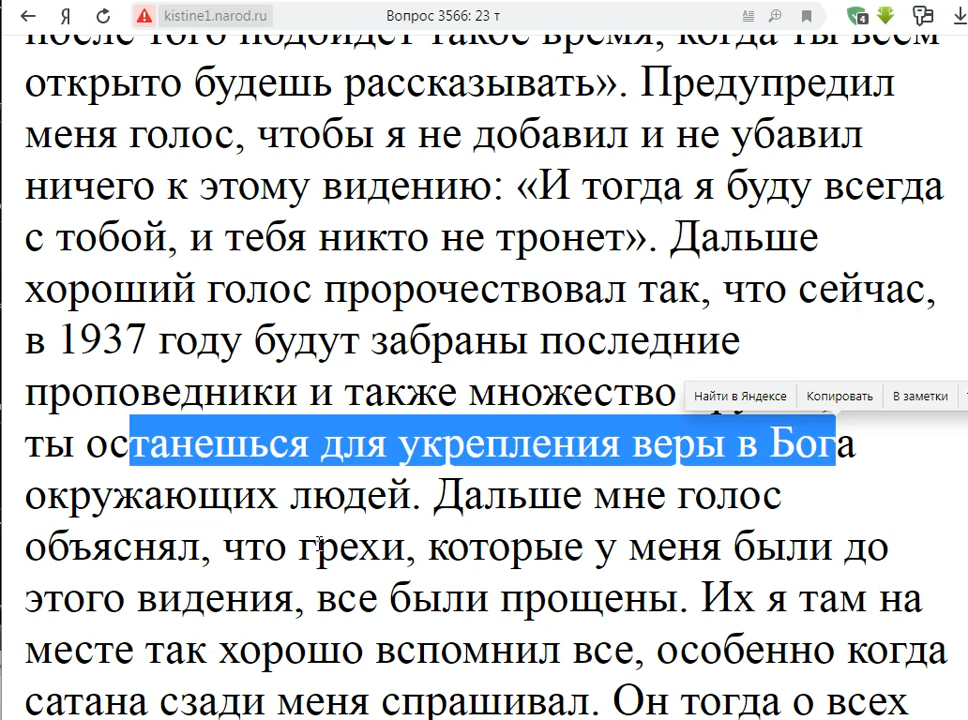 kistine1.narod.ru
Вопрос 3566: 23 т
4
после того подойдет такое время, когда ты всем
открыто будешь рассказывать». Предупредил
меня голос, чтобы я не добавил и не убавил
ничего к этому видению: «И тогда я буду всегда
с тобой, и тебя никто не тронет». Дальше
хороший голос пророчествовал так, что сейчас,
в 1937 году будут забраны последние
проповедники и также множество
Найти в Яндексе Копировать В заметки
ты останешься для укрепления веры в Бога
окружающих людей. Дальше мне голос
объяснял, что грехи, которые у меня были до
этого видения, все были прощены. Их я там на
месте так хорошо вспомнил все, особенно когда
сатана сзади меня спрашивал. Он тогда о всех